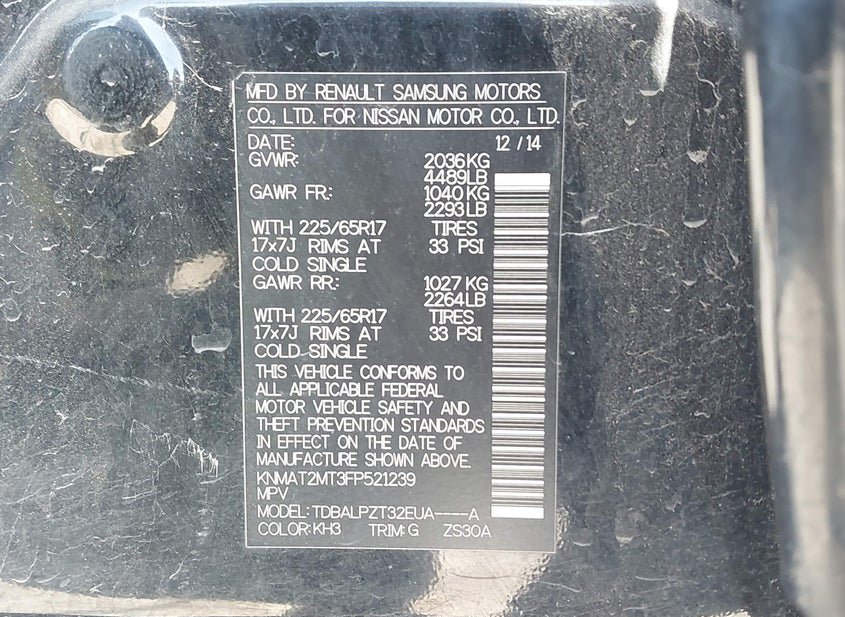 MFD BY RENAULT SAMSUNG MOTORS
CO., LTD. FOR NISSAN MOTOR CO., LTD.
DATE: 12 / 14
GVWR: 2036KG
4489LB
GAWR FR.: 1040KG
2293LB
WITH 225/65R17 TIRES
17x7J RIMS AT 33 PSI
COLD SINGLE
GAWR RR.: 1027KG
2264LB
WITH 225/65R17 TIRES
17x7J RIMS AT 33 PSI
COLD SINGLE
THIS VEHICLE CONFORMS TO
ALL APPLICABLE FEDERAL
MOTOR VEHICLE SAFETY AND
THEFT PREVENTION STANDARDS
IN EFFECT ON THE DATE OF
MANUFACTURE SHOWN ABOVE.
KNMAT2MT3FP521239
MPV
MODEL: TDBALPZT32EUA----A
COLOR: KH3 TRIM: G ZS30A